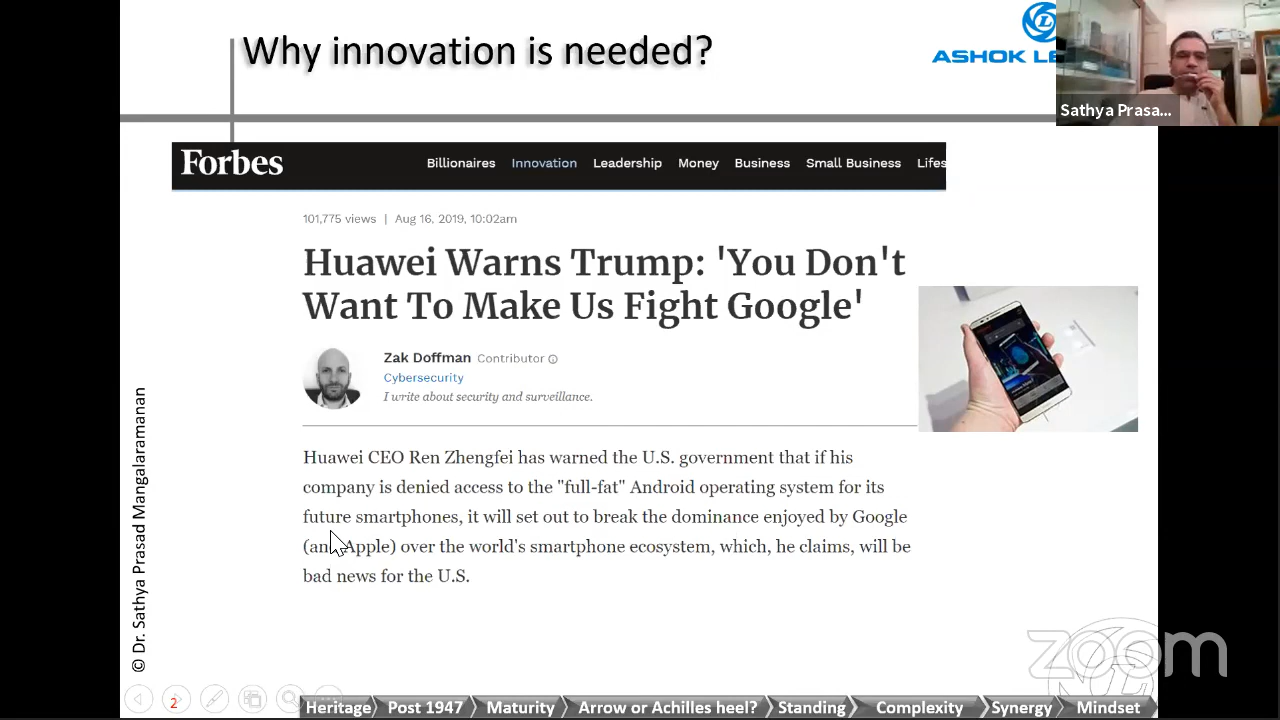 Why innovation is needed?
ASHOK LE
Sathya Prasa...
Forbes
Billionaires Innovation Leadership Money Business Small Business Lifes
101,775 views | Aug 16, 2019, 10:02am
Huawei Warns Trump: 'You Don't
Want To Make Us Fight Google'
Zak Doffman Contributor
Cybersecurity
I write about security and surveillance.
Huawei CEO Ren Zhengfei has warned the U.S. government that if his
company is denied access to the "full-fat" Android operating system for its
future smartphones, it will set out to break the dominance enjoyed by Google
(and Apple) over the world's smartphone ecosystem, which, he claims, will be
bad news for the U.S.
© Dr. Sathya Prasad Mangalaramanan
zoom
2
Heritage Post 1947 Maturity Arrow or Achilles heel? Standing Complexity Synergy Mindset